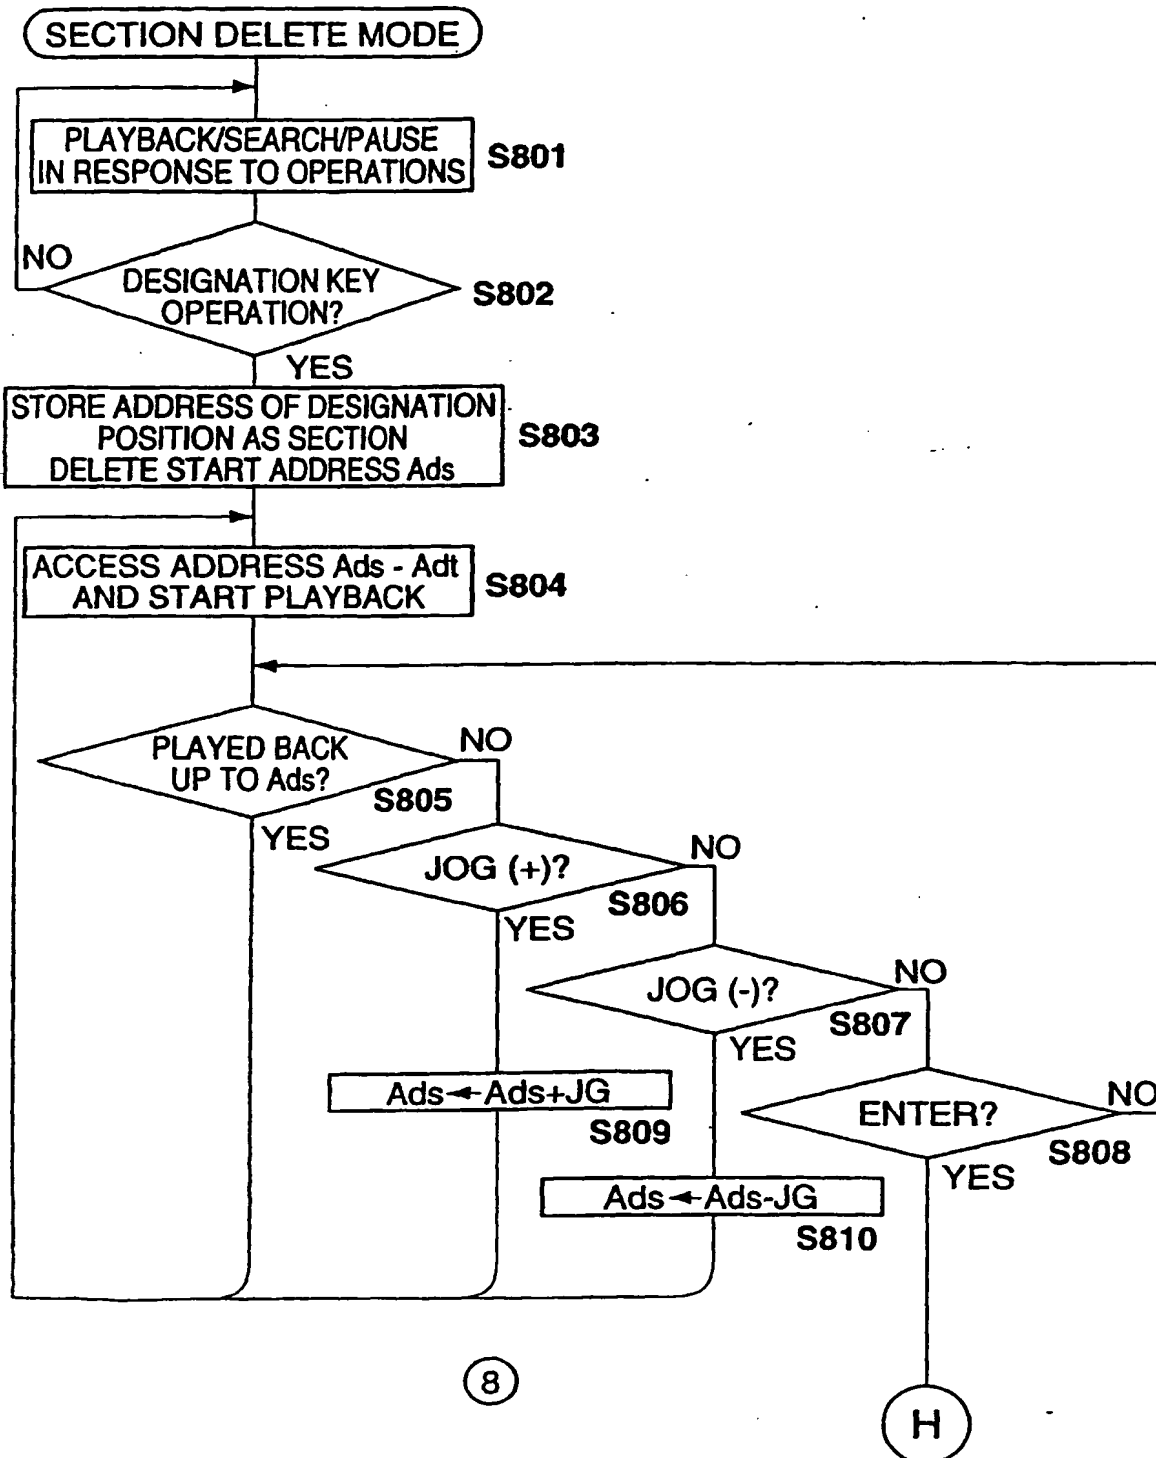 SECTION DELETE MODE
PLAYBACK/SEARCH/PAUSE
IN RESPONSE TO OPERATIONS
S801
NO
DESIGNATION KEY
OPERATION?
S802
YES
STORE ADDRESS OF DESIGNATION
POSITION AS SECTION
DELETE START ADDRESS Ads
S803
ACCESS ADDRESS Ads - Adt
AND START PLAYBACK
S804
PLAYED BACK
UP TO Ads?
NO
S805
YES
JOG (+)?
NO
S806
YES
JOG (-)?
NO
S807
YES
Ads←Ads+JG
S809
ENTER?
NO
S808
YES
Ads←Ads-JG
S810
8
H